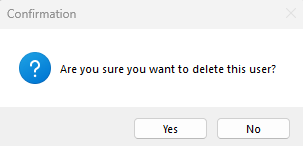 Confirmation
Are you sure you want to delete this user?
Yes
No